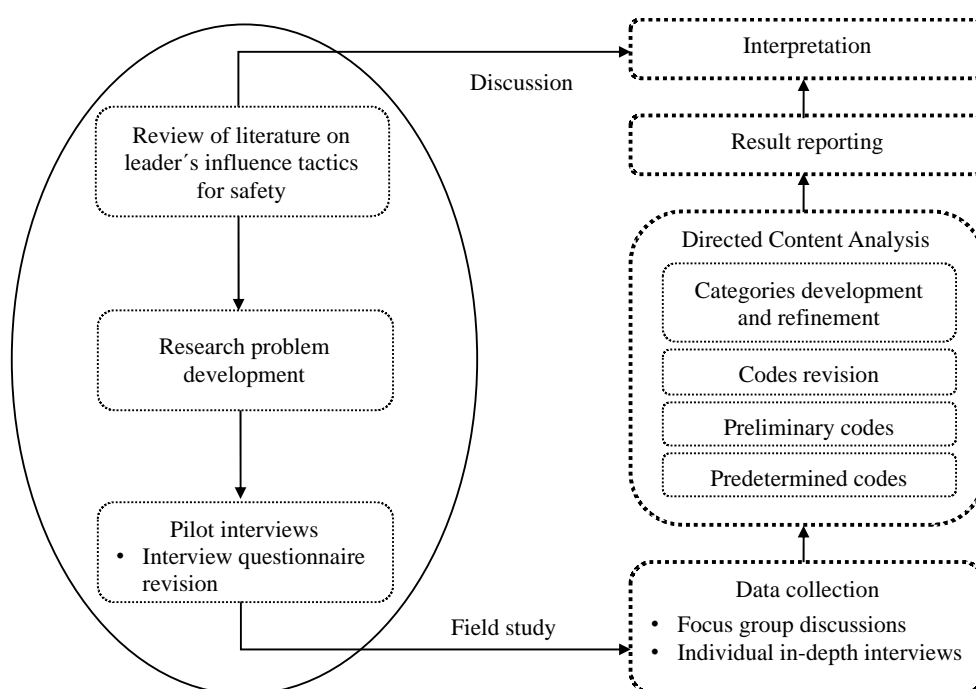 Review of literature on
leader´s influence tactics
for safety
Research problem
development
Pilot interviews
• Interview questionnaire
revision
Discussion
Field study
Interpretation
Result reporting
Directed Content Analysis
Categories development
and refinement
Codes revision
Preliminary codes
Predetermined codes
Data collection
• Focus group discussions
• Individual in-depth interviews